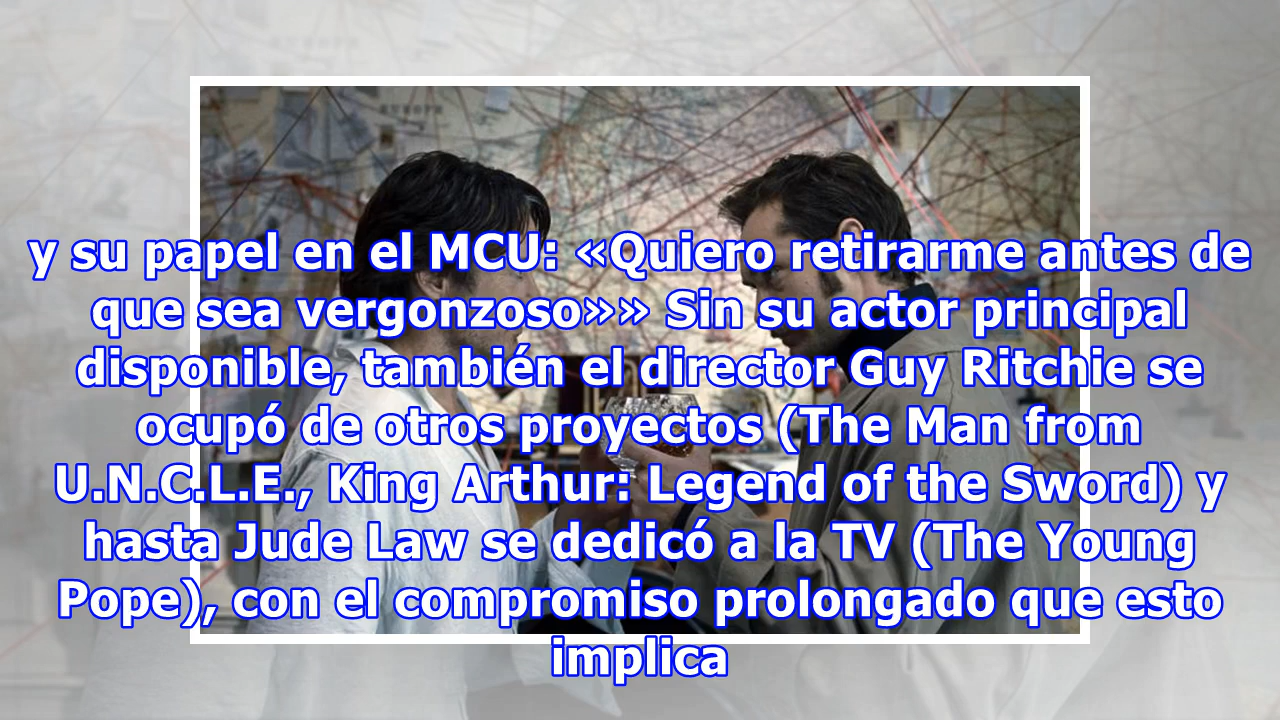 y su papel en el MCU: «Quiero retirarme antes de
que sea vergonzoso»» Sin su actor principal
disponible, también el director Guy Ritchie se
ocupó de otros proyectos (The Man from
U.N.C.L.E., King Arthur: Legend of the Sword) y
hasta Jude Law se dedicó a la TV (The Young
Pope), con el compromiso prolongado que esto
implica